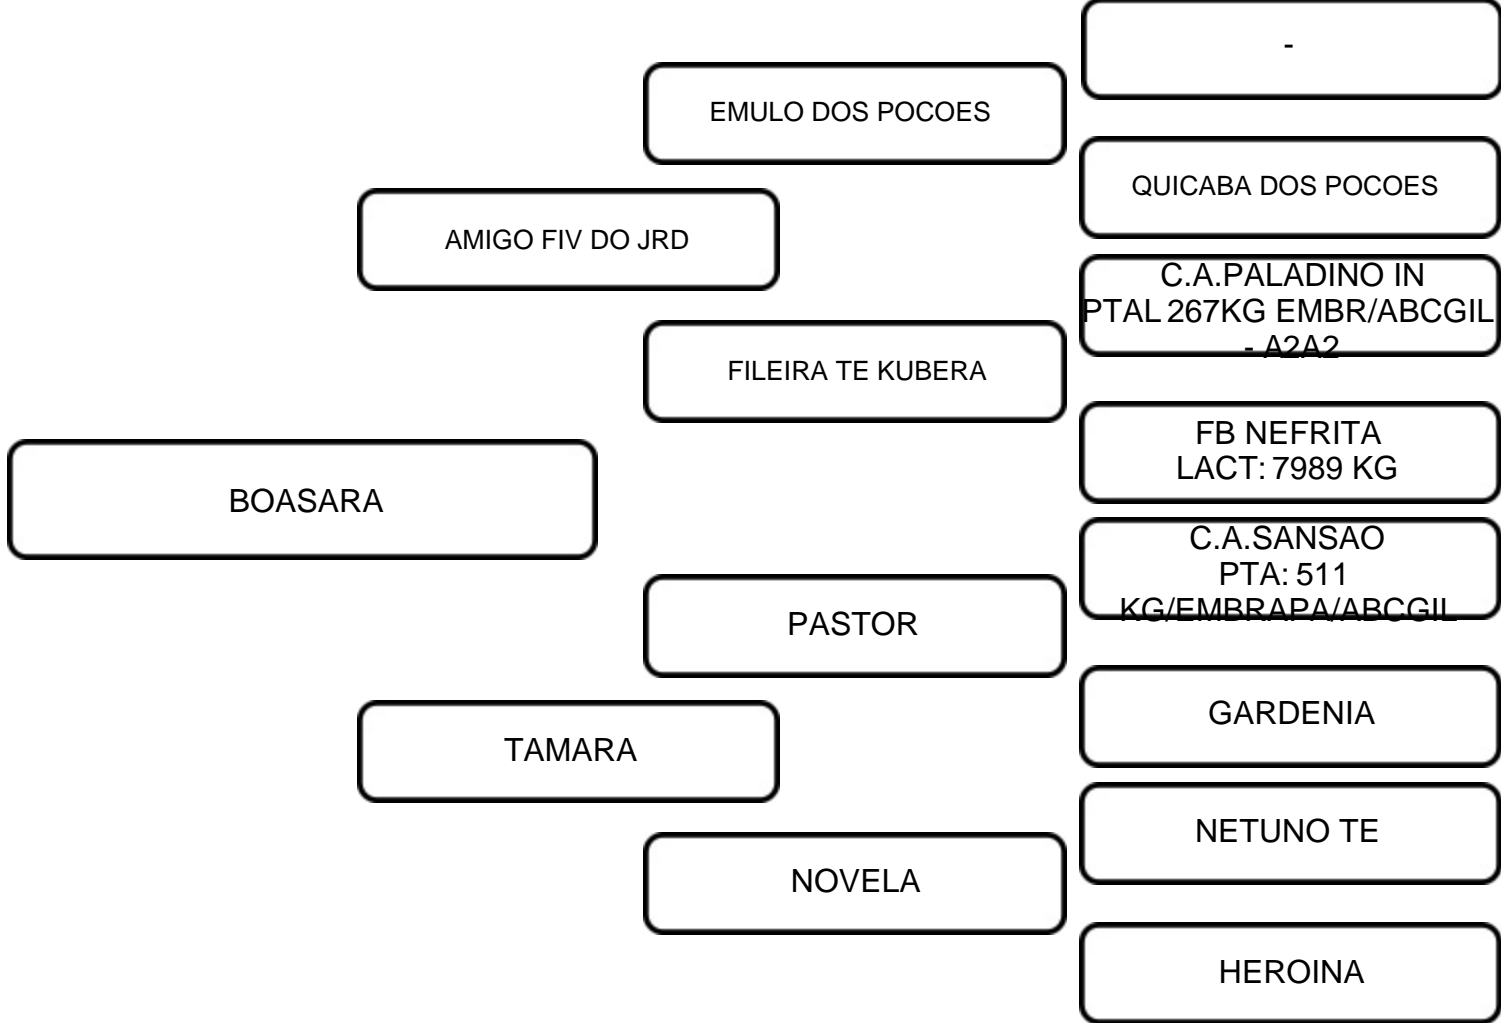 -
EMULO DOS POCOES
QUICABA DOS POCOES
AMIGO FIV DO JRD
C.A.PALADINO IN
PTAL 267KG EMBR/ABCGIL
- A2A2
FILEIRA TE KUBERA
FB NEFRITA
LACT: 7989 KG
BOASARA
C.A.SANSAO
PTA: 511
KG/EMBRAPA/ABCGIL
PASTOR
GARDENIA
TAMARA
NETUNO TE
NOVELA
HEROINA